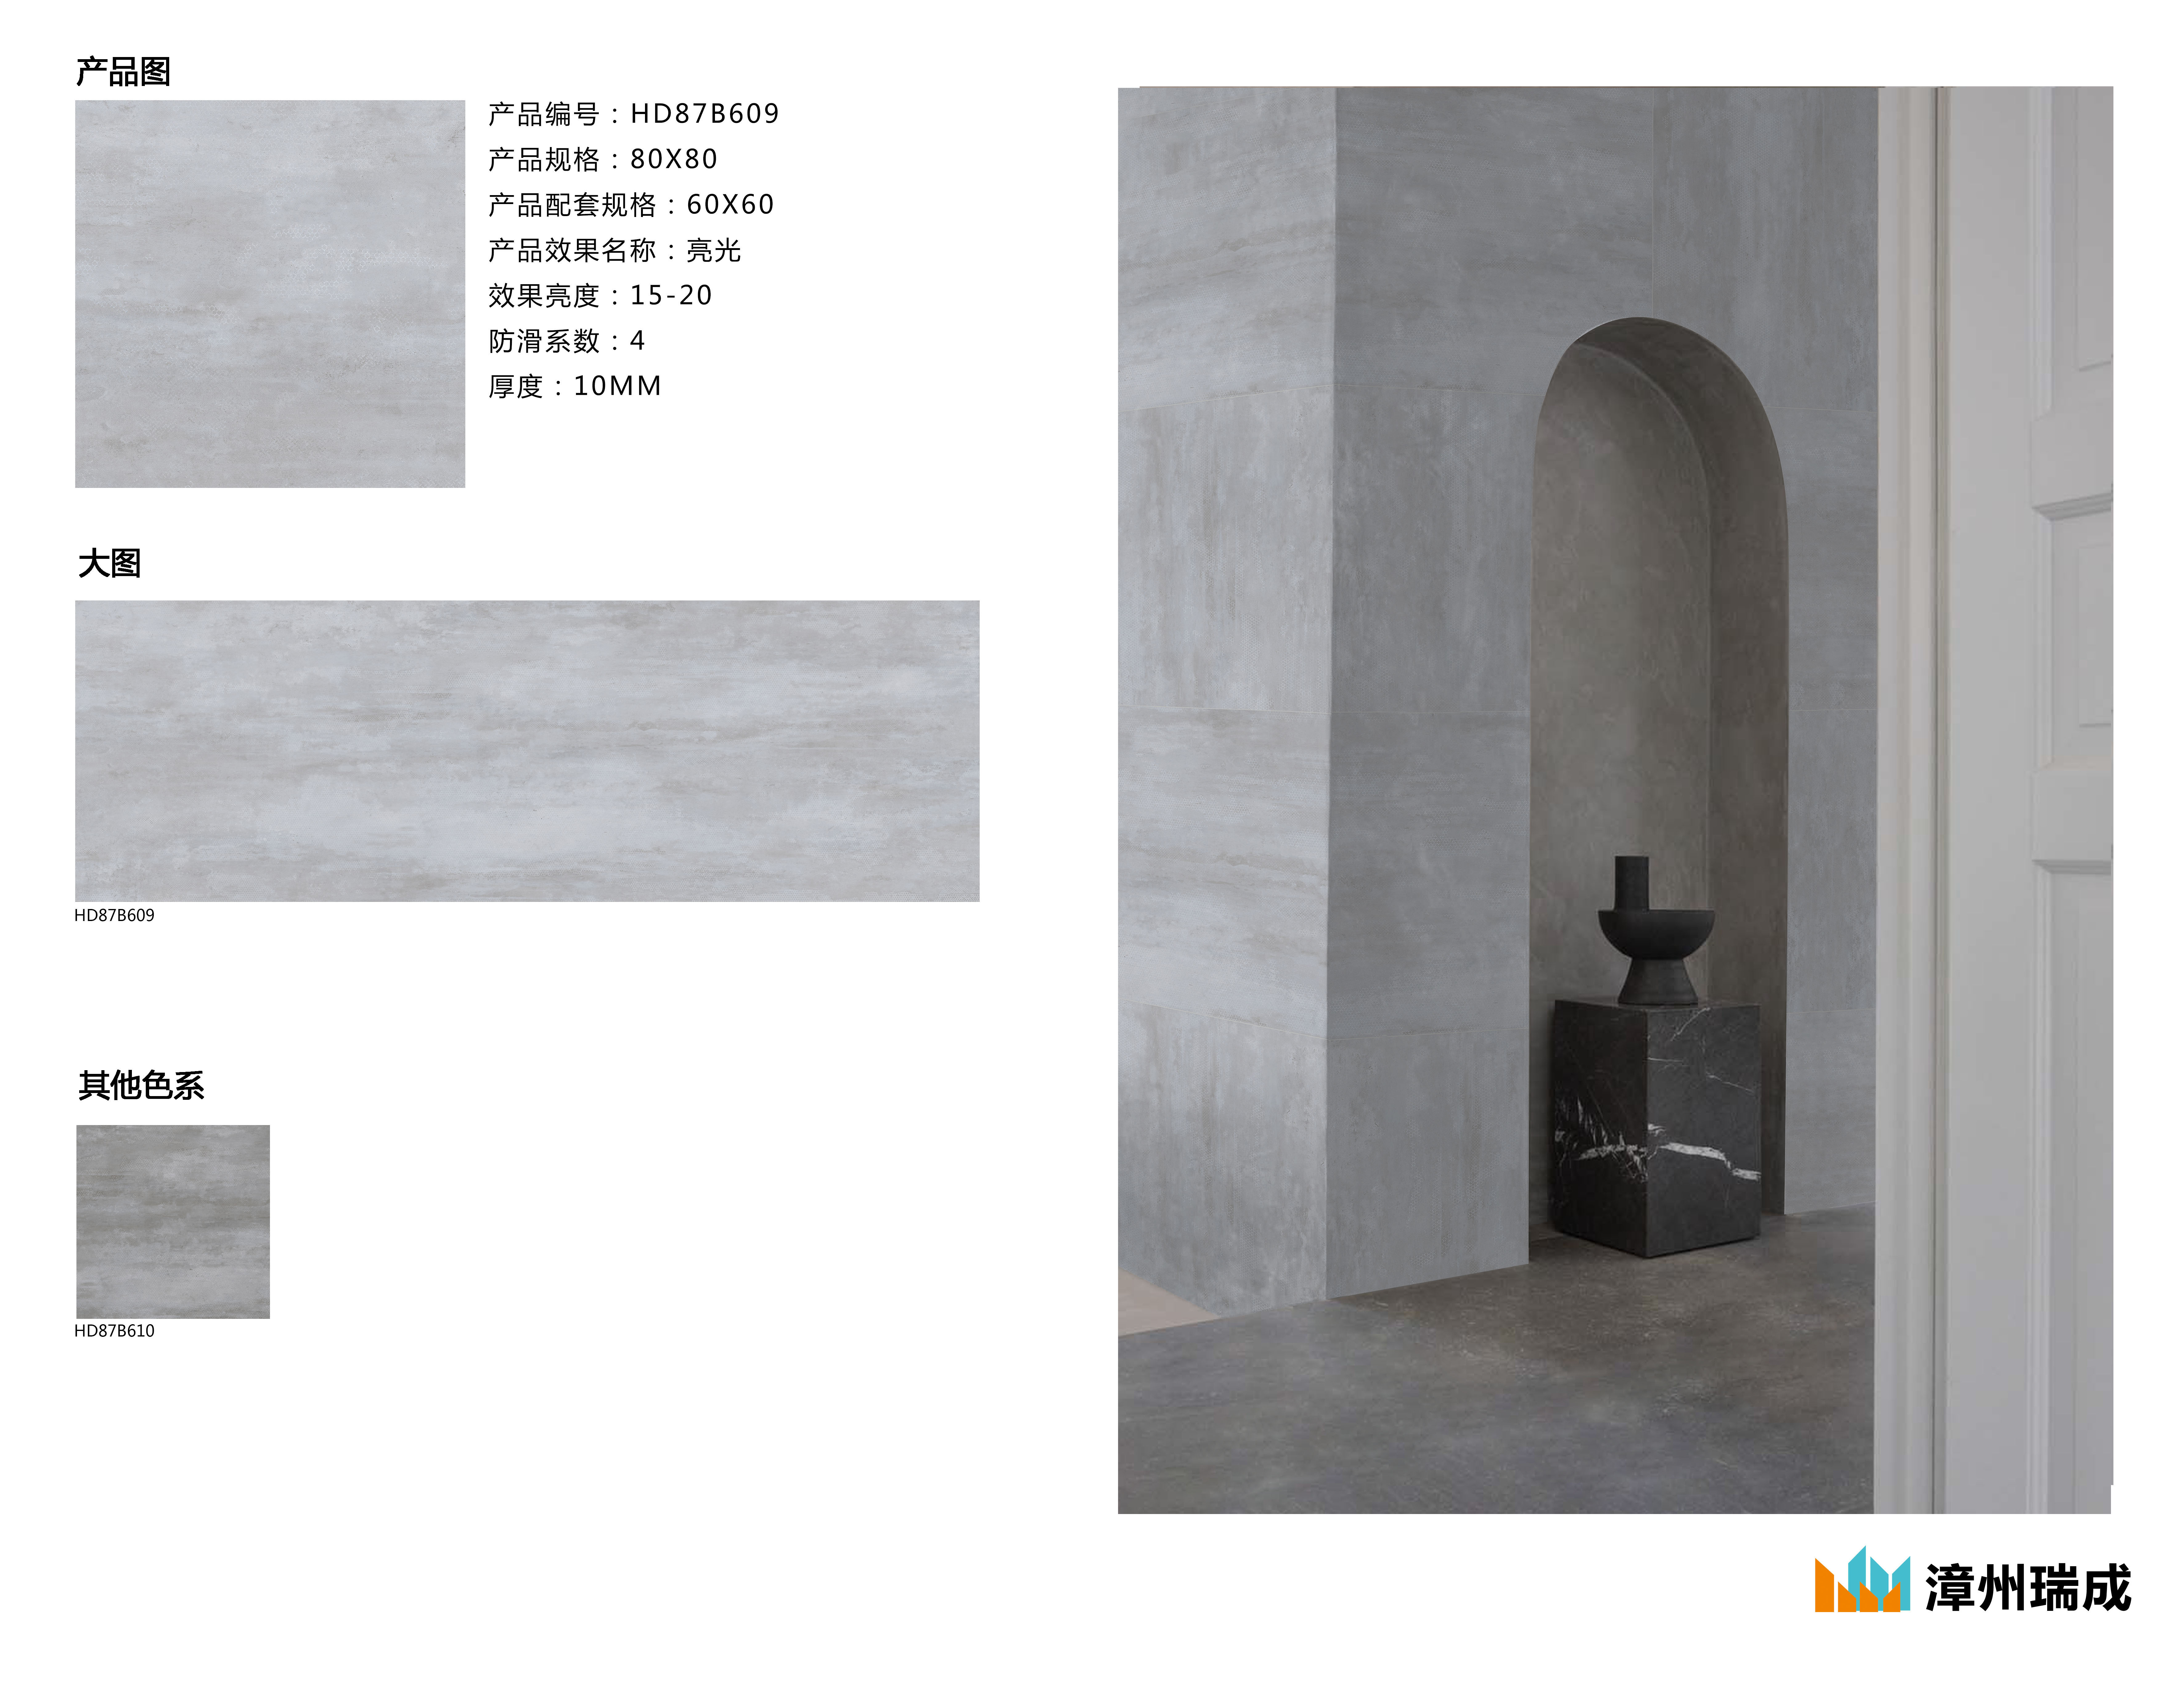 产品图
产品编号：HD87B609
产品规格：80X80
产品配套规格：60X60
产品效果名称：亮光
效果亮度：15-20
防滑系数：4
厚度：10MM
大图
HD87B609
其他色系
HD87B610
漳州瑞成